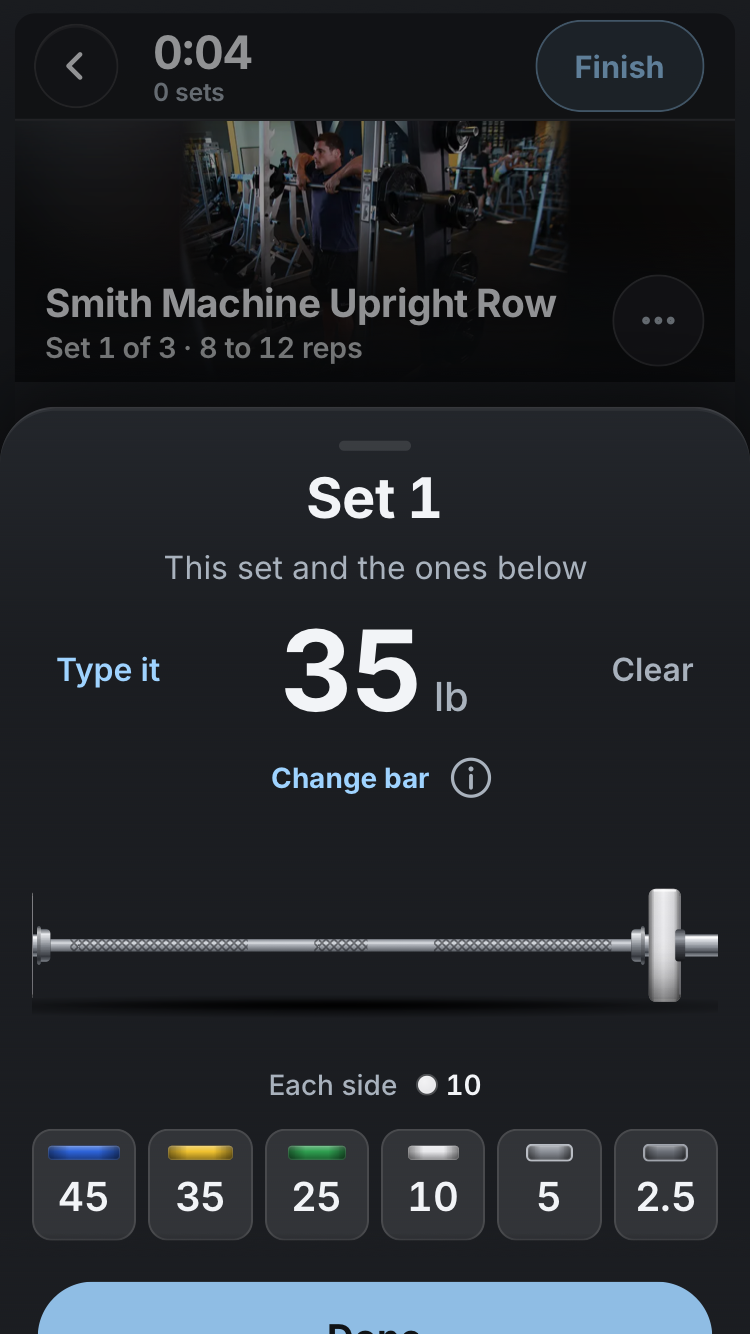 0:04
0 sets
Finish
Smith Machine Upright Row
Set 1 of 3 · 8 to 12 reps
Set 1
This set and the ones below
Type it
35 lb
Clear
Change bar
Each side 10
45
35
25
10
5
2.5
Done